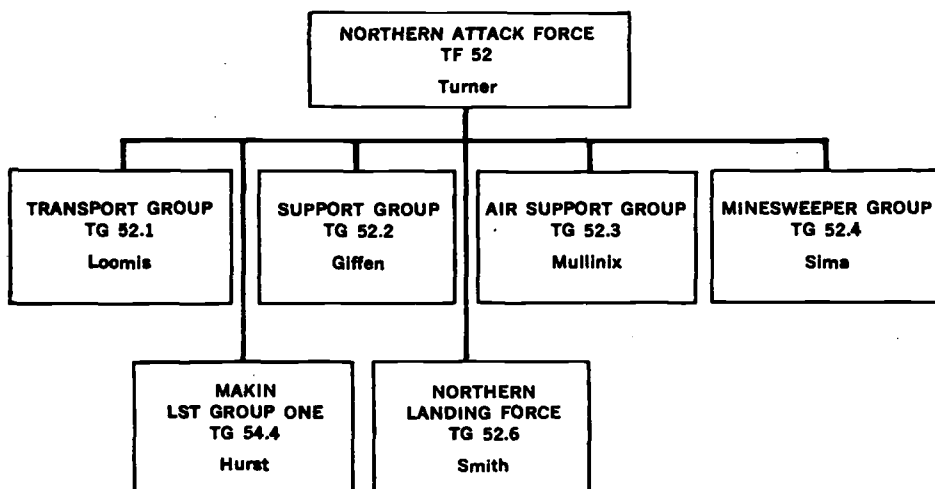 NORTHERN ATTACK FORCE
TF 52
Turner
TRANSPORT GROUP
TG 52.1
Loomis
SUPPORT GROUP
TG 52.2
Giffen
AIR SUPPORT GROUP
TG 52.3
Mullinix
MINESWEEPER GROUP
TG 52.4
Sima
MAKIN
LST GROUP ONE
TG 54.4
Hurst
NORTHERN
LANDING FORCE
TG 52.6
Smith